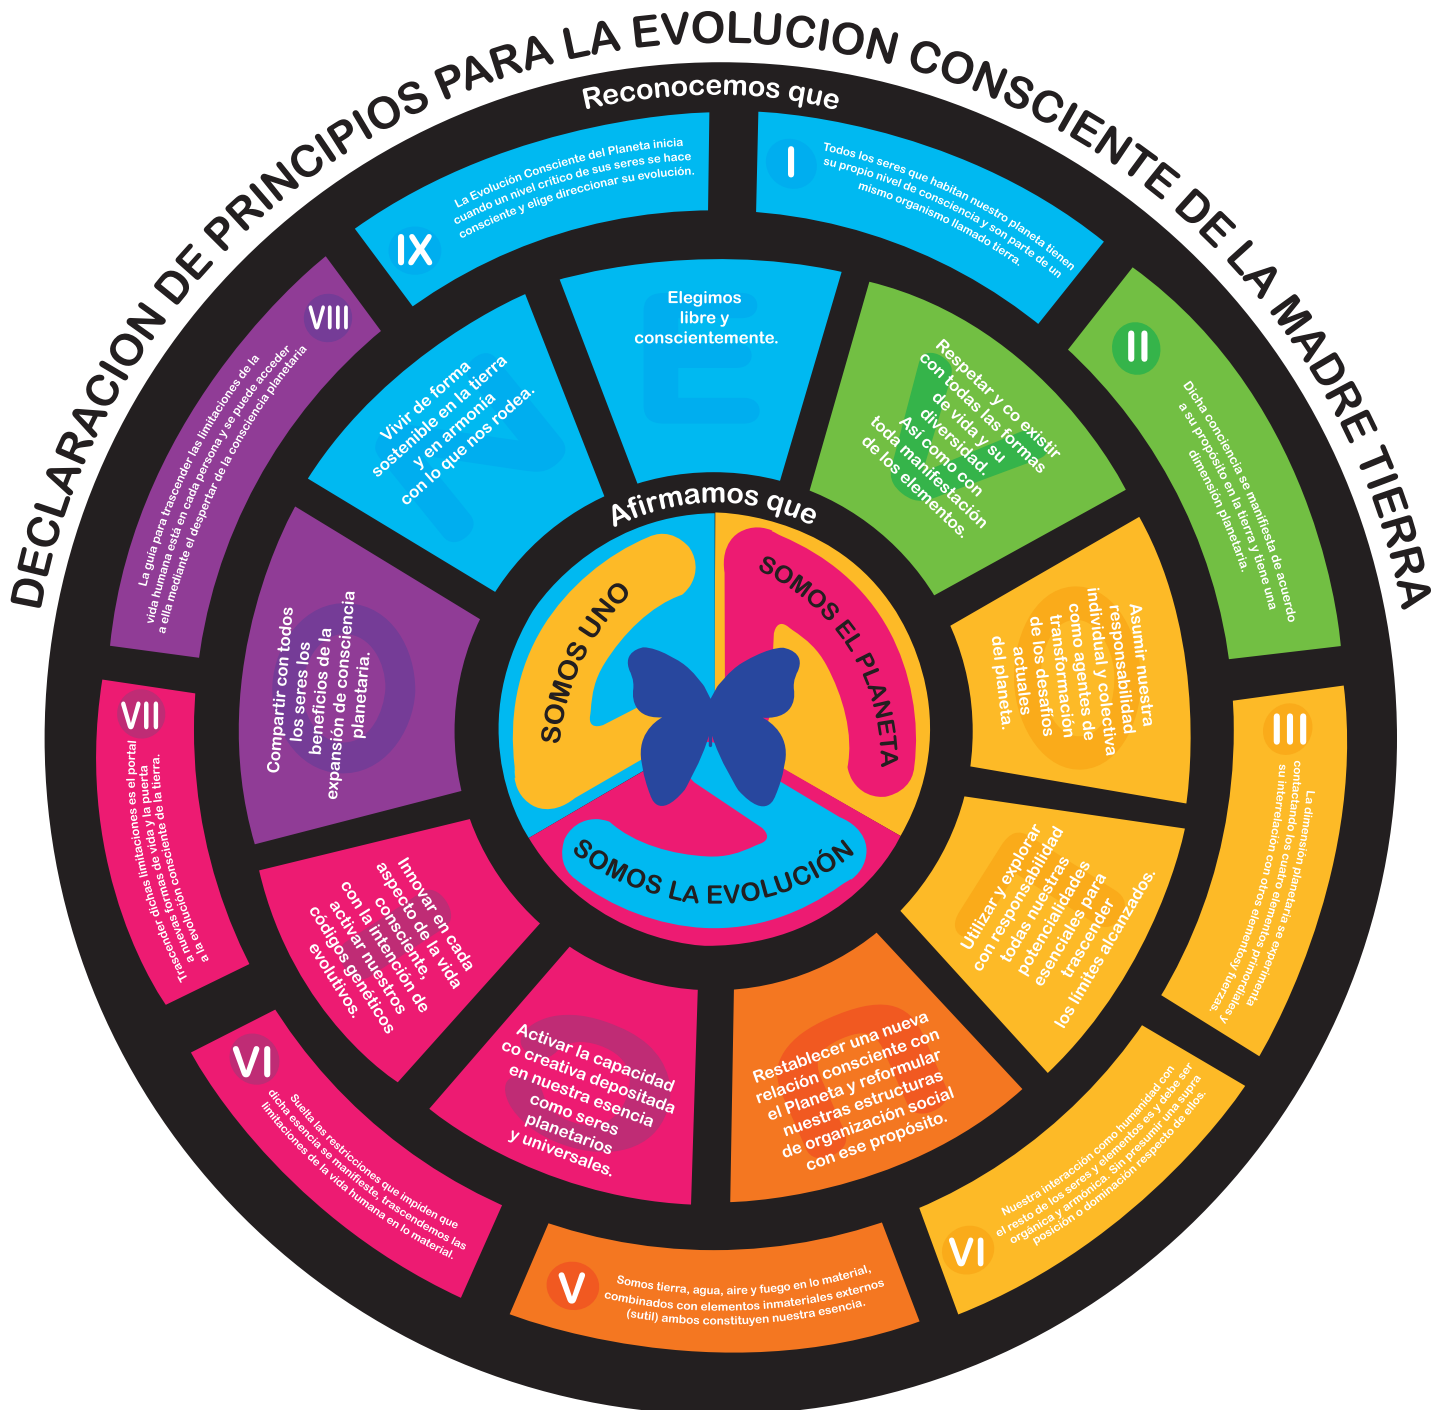 DECLARACION DE PRINCIPIOS PARA LA EVOLUCION CONSCIENTE DE LA MADRE TIERRA
Reconocemos que
I
Todos los seres que habitan nuestro planeta tienen
su propio nivel de consciencia y son parte de un
mismo organismo llamado tierra.
II
Dicha conciencia se manifiesta de acuerdo
a su propósito en la tierra y tiene una
dimensión planetaria.
III
La dimensión planetaria se experimenta
contactando los cuatro elementos primordiales y
su interrelación con otros elementosy fuerzas.
VI
Nuestra interacción como humanidad con
el resto de los seres y elementos es y debe ser
orgánica y armónica. Sin presumir una supra
posición o dominación respecto de ellos.
V
Somos tierra, agua, aire y fuego en lo material,
combinados con elementos inmateriales externos
(sutil) ambos constituyen nuestra esencia.
VI
Suelta las restricciones que impiden que
dicha esencia se manifieste, trascendemos las
limitaciones de la vida humana en lo material.
VII
Trascender dichas limitaciones es el portal
a nuevas formas de vida y la puerta
a la evolución consciente de la tierra.
VIII
La guía para trascender las limitaciones de la
vida humana está en cada persona y se puede acceder
a ella mediante el despertar de la consciencia planetaria
IX
La Evolución Consciente del Planeta inicia
cuando un nivel crítico de sus seres se hace
consciente y elige direccionar su evolución.
E
Elegimos
libre y
conscientemente.
V
Respetar y co existir
con todas las formas
de vida y su
diversidad.
Así como con
toda manifestación
de los elementos.
O
Asumir nuestra
responsabilidad
individual y colectiva
como agentes de
transformación
de los desafíos
actuales
del planeta.
L
Utilizar y explorar
con responsabilidad
todas nuestras
potencialidades
esenciales para
trascender
los límites alcanzados.
U
Restablecer una nueva
relación consciente con
el Planeta y reformular
nuestras estructuras
de organización social
con ese propósito.
C
Activar la capacidad
co creativa depositada
en nuestra esencia
como seres
planetarios
y universales.
I
Innovar en cada
aspecto de la vida
consciente,
con la intención de
activar nuestros
códigos genéticos
evolutivos.
O
Compartir con todos
los seres los
beneficios de la
expansión de consciencia
planetaria.
N
Vivir de forma
sostenible en la tierra
y en armonía
con lo que nos rodea.
Afirmamos que
SOMOS UNO
SOMOS EL PLANETA
SOMOS LA EVOLUCIÓN